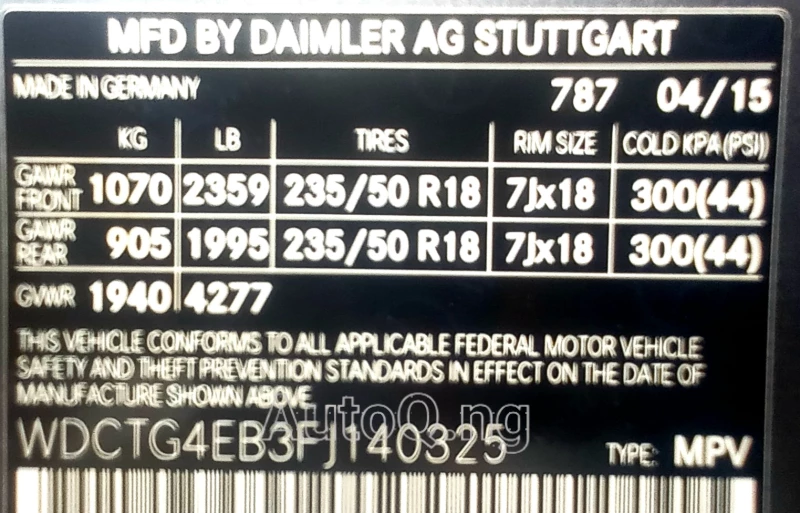 MFD BY DAIMLER AG STUTTGART
MADE IN GERMANY 787 04/15
KG LB TIRES RIM SIZE COLD KPA (PSI)
GAWR FRONT 1070 2359 235/50 R18 7Jx18 300(44)
GAWR REAR 905 1995 235/50 R18 7Jx18 300(44)
GVWR 1940 4277
THIS VEHICLE CONFORMS TO ALL APPLICABLE FEDERAL MOTOR VEHICLE
SAFETY AND THEFT PREVENTION STANDARDS IN EFFECT ON THE DATE OF
MANUFACTURE SHOWN ABOVE.
AutoQ.ng
WDCTG4EB3FJ140325 TYPE: MPV